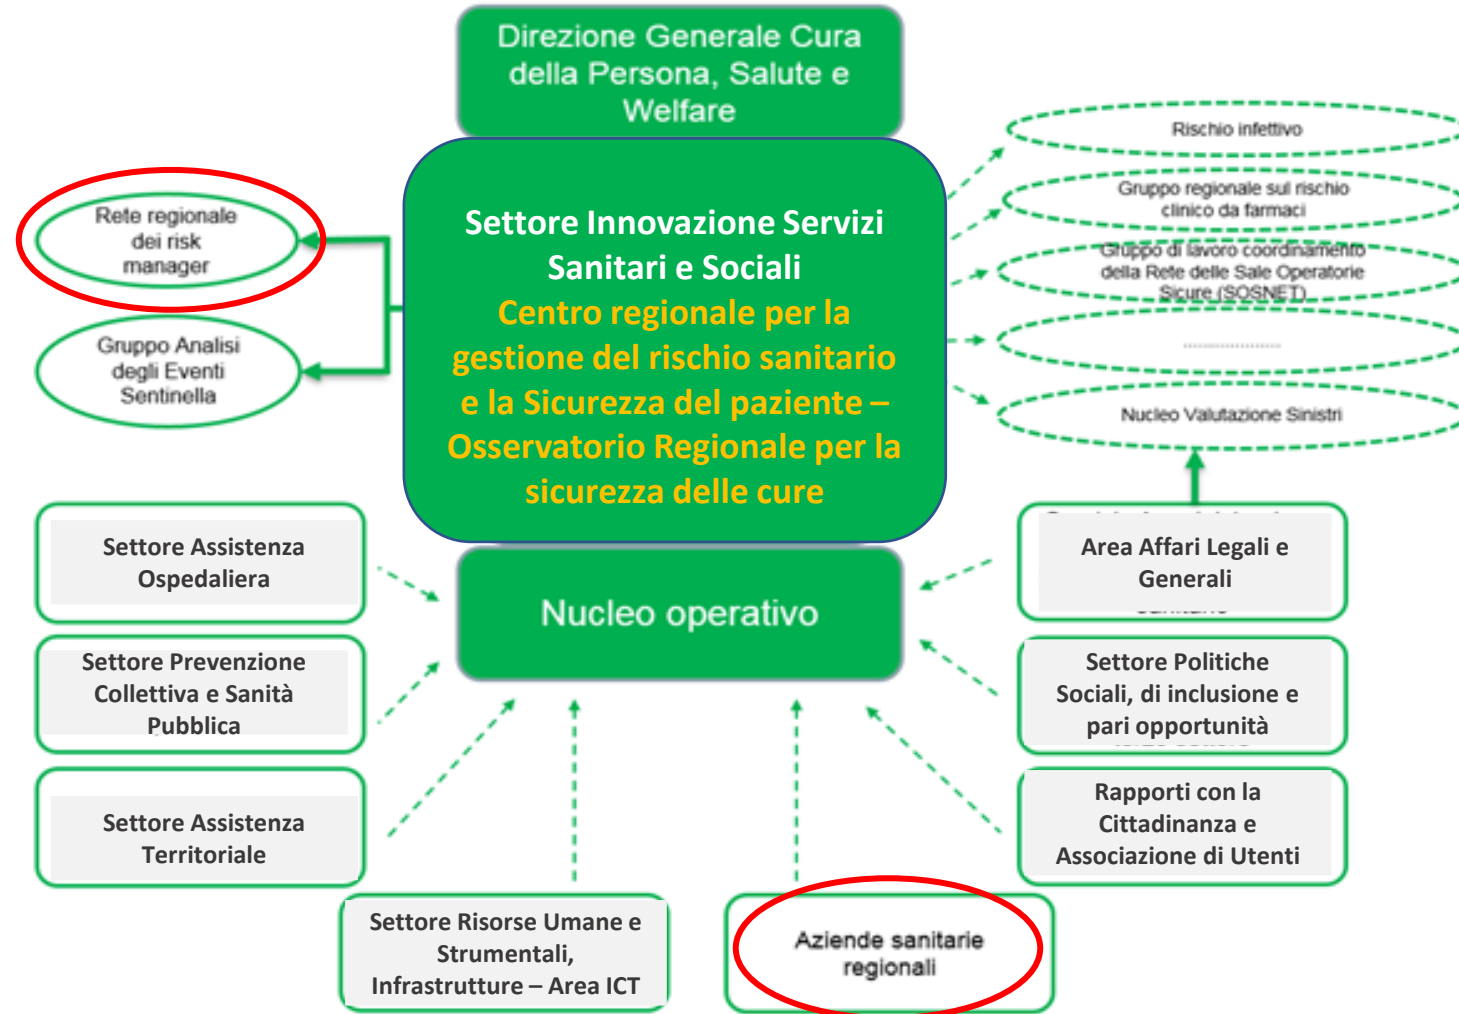 Direzione Generale Cura
della Persona, Salute e
Welfare
Settore Innovazione Servizi
Sanitari e Sociali
Centro regionale per la
gestione del rischio sanitario
e la Sicurezza del paziente –
Osservatorio Regionale per la
sicurezza delle cure
Nucleo operativo
Rete regionale
dei risk
manager
Gruppo Analisi
degli Eventi
Sentinella
Rischio infettivo
Gruppo regionale sul rischio
clinico da farmaci
Gruppo di lavoro coordinamento
della Rete delle Sale Operatorie
Sicure (SOSNET)
....................
Nucleo Valutazione Sinistri
Settore Assistenza
Ospedaliera
Settore Prevenzione
Collettiva e Sanità
Pubblica
Settore Assistenza
Territoriale
Settore Risorse Umane e
Strumentali,
Infrastrutture – Area ICT
Aziende sanitarie
regionali
Area Affari Legali e
Generali
Settore Politiche
Sociali, di inclusione e
pari opportunità
Rapporti con la
Cittadinanza e
Associazione di Utenti